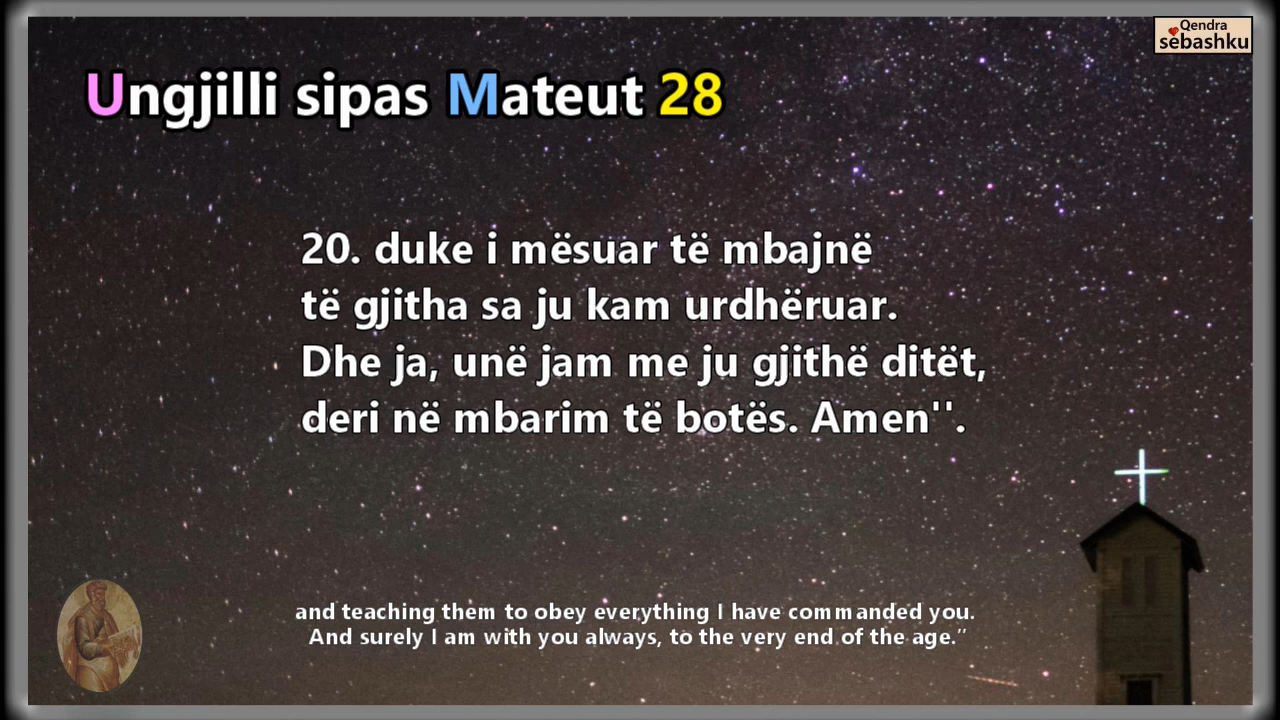 Qendra
sëbashku
Ungjilli sipas Mateut 28
20. duke i mësuar të mbajnë
të gjitha sa ju kam urdhëruar.
Dhe ja, unë jam me ju gjithë ditët,
deri në mbarim të botës. Amen''.
and teaching them to obey everything I have commanded you.
And surely I am with you always, to the very end of the age.”